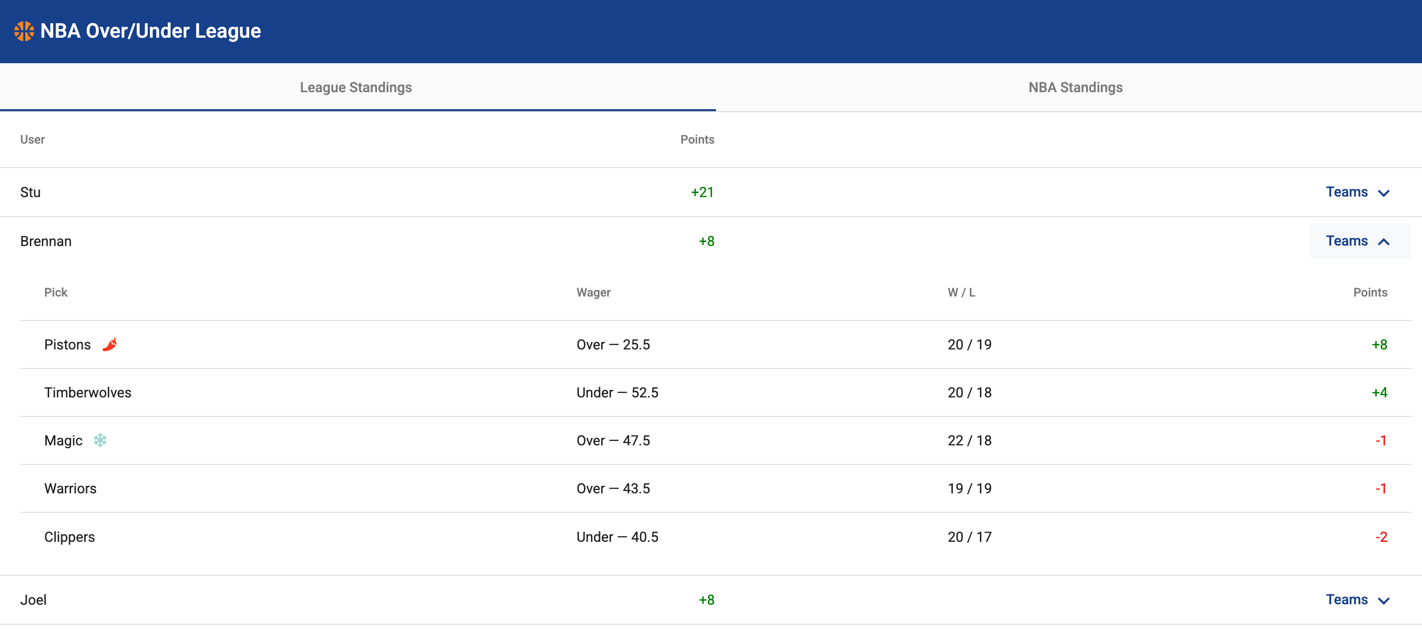 NBA Over/Under League
League Standings NBA Standings
User Points
Stu +21 Teams
Brennan +8 Teams
Pick Wager W / L Points
Pistons Over — 25.5 20 / 19 +8
Timberwolves Under — 52.5 20 / 18 +4
Magic Over — 47.5 22 / 18 -1
Warriors Over — 43.5 19 / 19 -1
Clippers Under — 40.5 20 / 17 -2
Joel +8 Teams